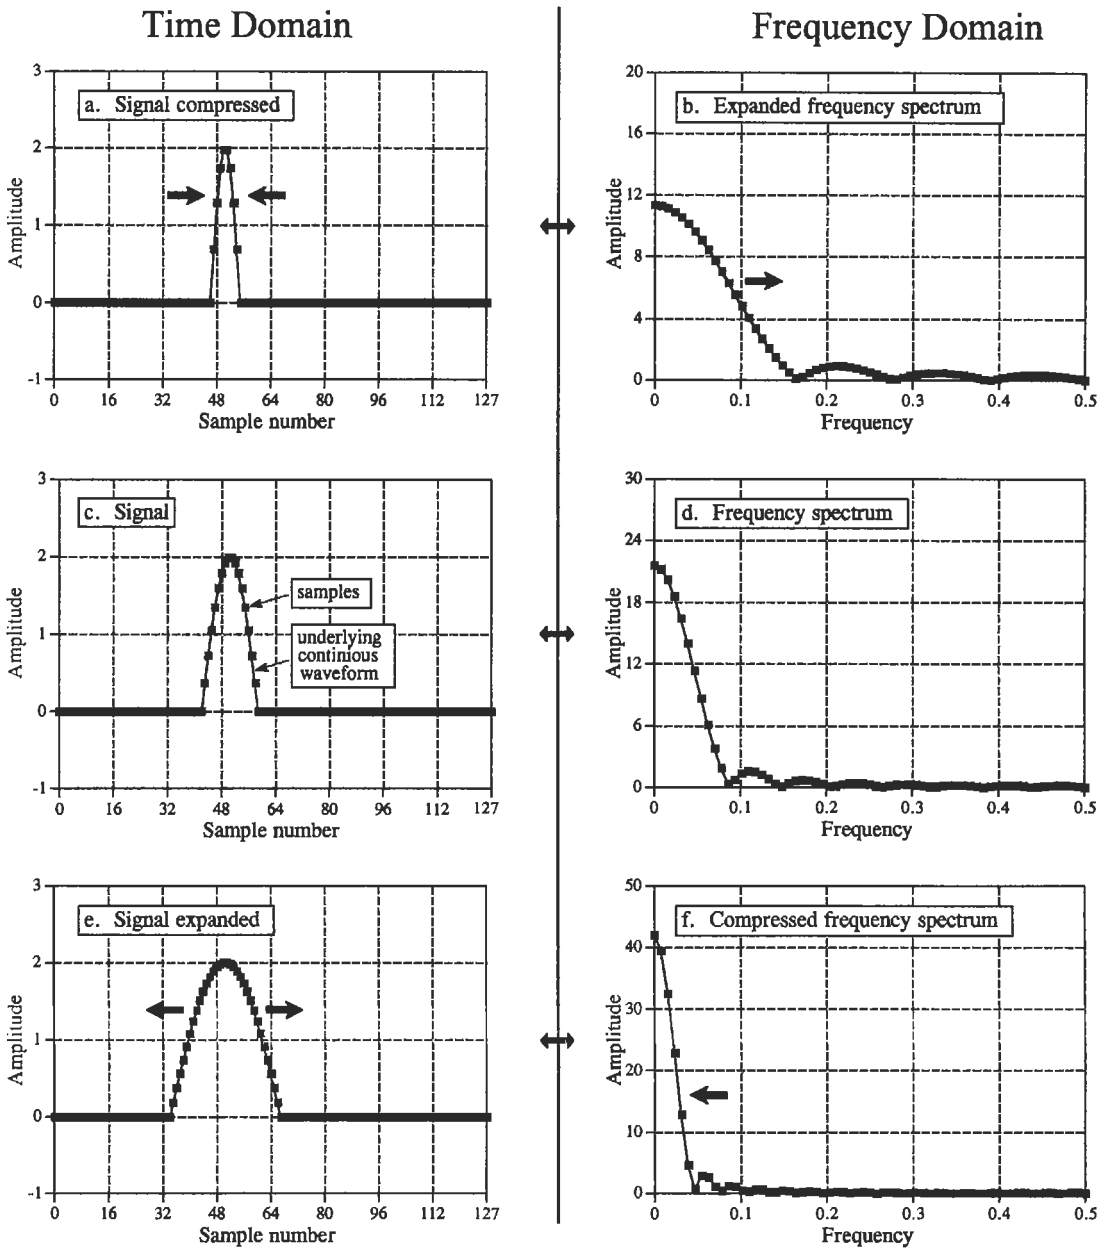 Time Domain
Frequency Domain
3
2
1
0
-1
Amplitude
a. Signal compressed
0 16 32 48 64 80 96 112 127
Sample number
20
16
12
8
4
0
Amplitude
b. Expanded frequency spectrum
0 0.1 0.2 0.3 0.4 0.5
Frequency
3
2
1
0
-1
Amplitude
c. Signal
samples
underlying
continious
waveform
0 16 32 48 64 80 96 112 127
Sample number
30
24
18
12
6
0
Amplitude
d. Frequency spectrum
0 0.1 0.2 0.3 0.4 0.5
Frequency
3
2
1
0
-1
Amplitude
e. Signal expanded
0 16 32 48 64 80 96 112 127
Sample number
50
40
30
20
10
0
Amplitude
f. Compressed frequency spectrum
0 0.1 0.2 0.3 0.4 0.5
Frequency